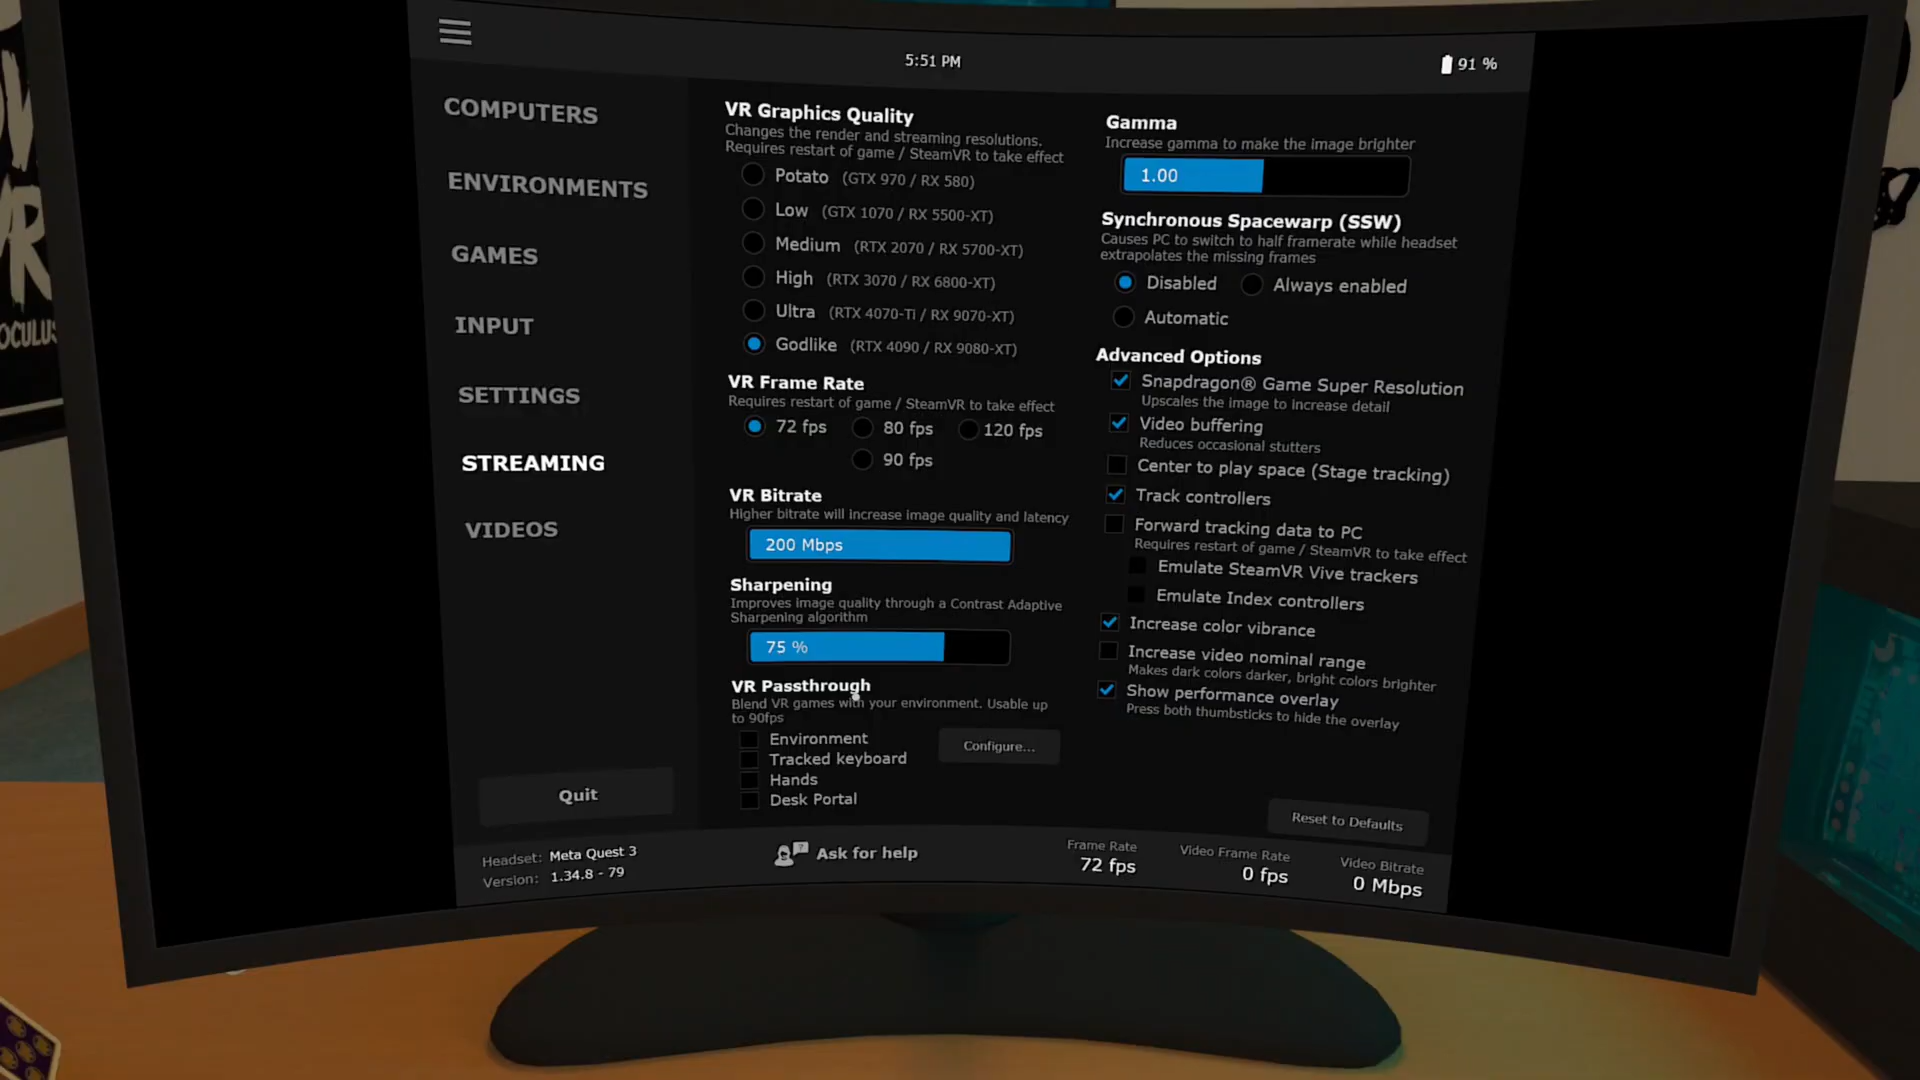 5:51 PM
91 %
COMPUTERS
ENVIRONMENTS
GAMES
INPUT
SETTINGS
STREAMING
VIDEOS
Quit
VR Graphics Quality
Changes the render and streaming resolutions.
Requires restart of game / SteamVR to take effect
Potato (GTX 970 / RX 580)
Low (GTX 1070 / RX 5500-XT)
Medium (RTX 2070 / RX 5700-XT)
High (RTX 3070 / RX 6800-XT)
Ultra (RTX 4070-Ti / RX 9070-XT)
Godlike (RTX 4090 / RX 9080-XT)
VR Frame Rate
Requires restart of game / SteamVR to take effect
72 fps 80 fps 120 fps
90 fps
VR Bitrate
Higher bitrate will increase image quality and latency
200 Mbps
Sharpening
Improves image quality through a Contrast Adaptive
Sharpening algorithm
75 %
VR Passthrough
Blend VR games with your environment. Usable up
to 90fps
Environment
Tracked keyboard
Hands
Desk Portal
Configure...
Gamma
Increase gamma to make the image brighter
1.00
Synchronous Spacewarp (SSW)
Causes PC to switch to half framerate while headset
extrapolates the missing frames
Disabled Always enabled
Automatic
Advanced Options
Snapdragon® Game Super Resolution
Upscales the image to increase detail
Video buffering
Reduces occasional stutters
Center to play space (Stage tracking)
Track controllers
Forward tracking data to PC
Requires restart of game / SteamVR to take effect
Emulate SteamVR Vive trackers
Emulate Index controllers
Increase color vibrance
Increase video nominal range
Makes dark colors darker, bright colors brighter
Show performance overlay
Press both thumbsticks to hide the overlay
Reset to Defaults
Headset: Meta Quest 3
Version: 1.34.8 - 79
Ask for help
Frame Rate
72 fps
Video Frame Rate
0 fps
Video Bitrate
0 Mbps
VR
OCULUS